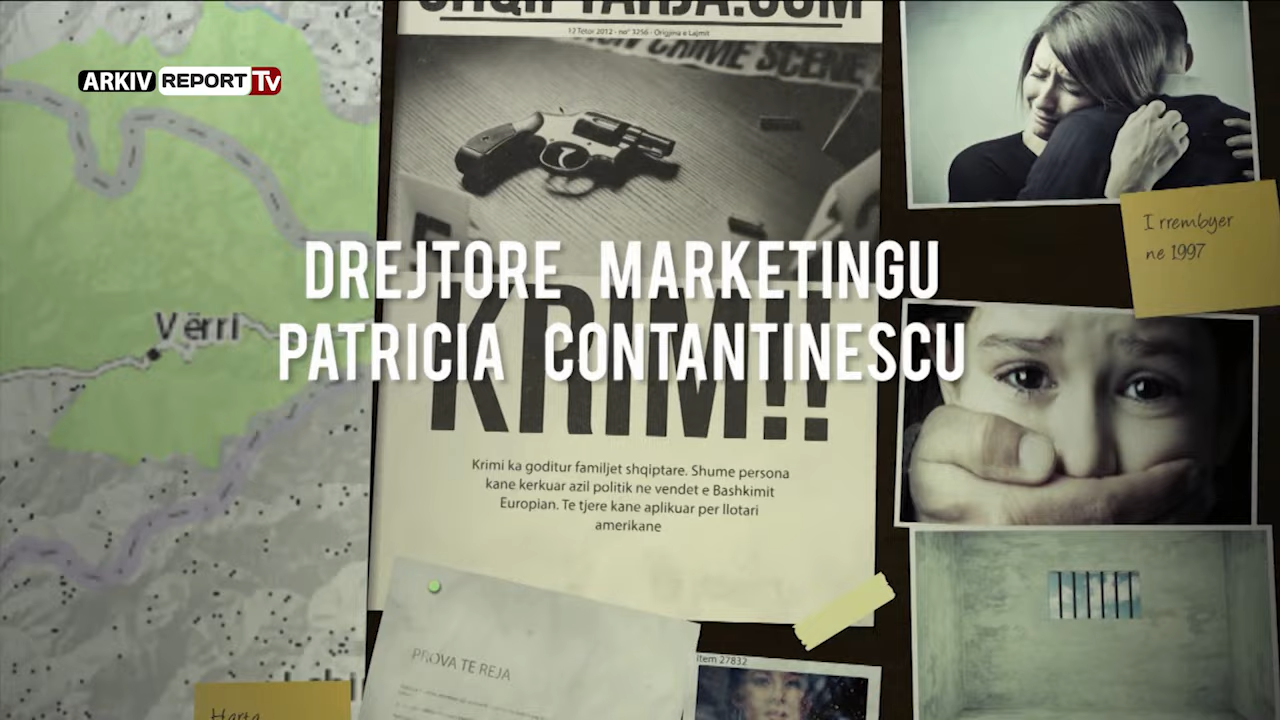 SHQIPTARJA.COM
12 Tetor 2012 - nr° 3256 - Origjina e Lajmit
CRIME SCENE
ARKIV REPORT TV
I rrembyer
ne 1997
DREJTORE MARKETINGU
Vërri
PATRICIA CONTANTINESCU
KRIM!!
Krimi ka goditur familjet shqiptare. Shume persona
kane kerkuar azil politik ne vendet e Bashkimit
Europian. Te tjere kane aplikuar per llotari
amerikane
PROVA TE REJA
Item 27832
Harta